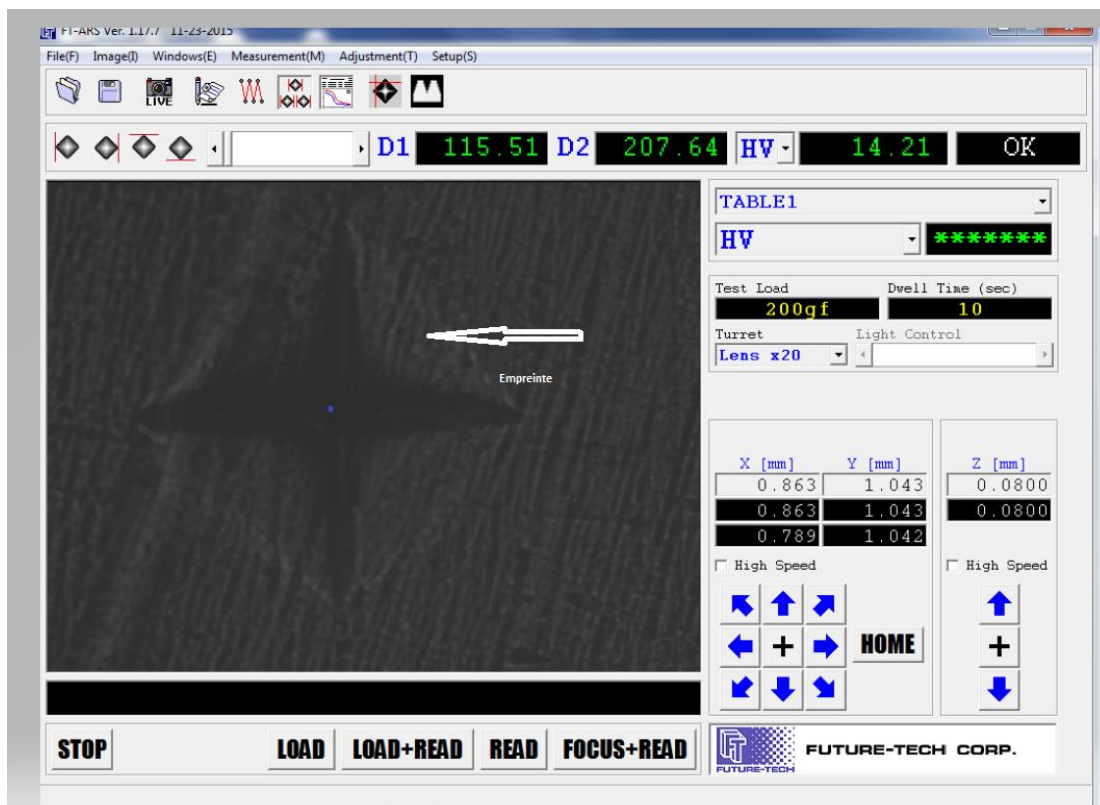 FT-ARS Ver. 1.17.7 11-23-2015
File(F) Image(I) Windows(E) Measurement(M) Adjustment(T) Setup(S)
LIVE
D1 115.51 D2 207.64 HV 14.21 OK
TABLE1
HV *******
Test Load Dwell Time (sec)
200gf 10
Turret Light Control
Lens x20
Empreinte
X [mm] Y [mm] Z [mm]
0.863 1.043 0.0800
0.863 1.043 0.0800
0.789 1.042
High Speed High Speed
HOME
STOP LOAD LOAD+READ READ FOCUS+READ
FT FUTURE-TECH CORP.
FUTURE-TECH